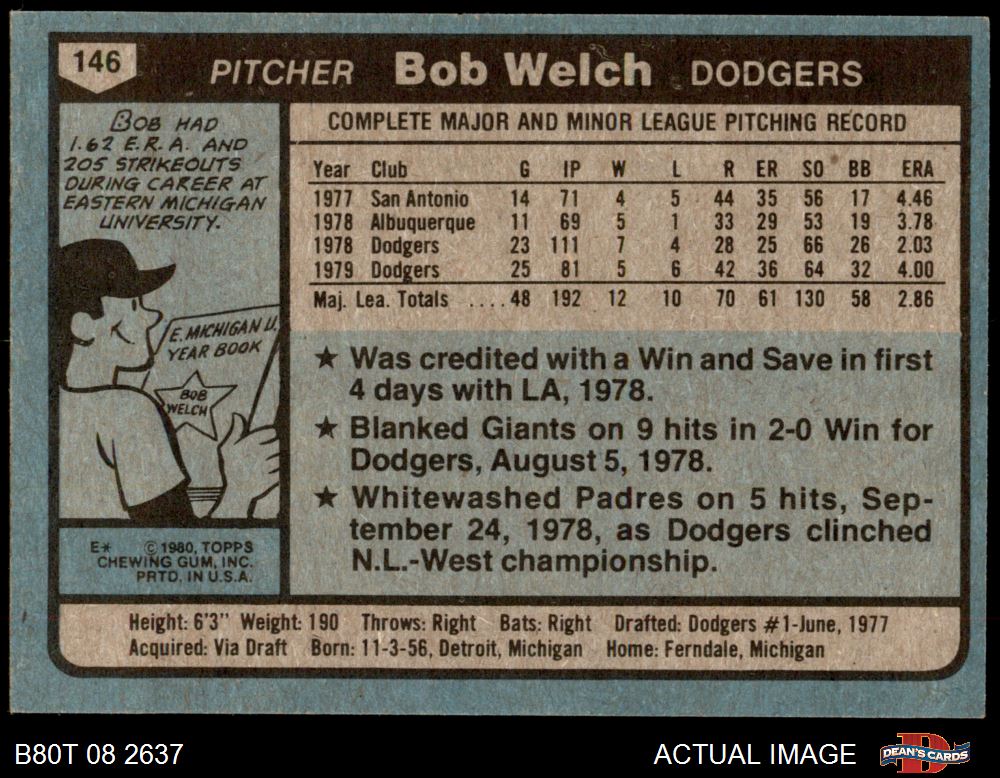 146
PITCHER Bob Welch DODGERS
BOB HAD
1.62 E.R.A. AND
205 STRIKEOUTS
DURING CAREER AT
EASTERN MICHIGAN
UNIVERSITY.
E. MICHIGAN U.
YEAR BOOK
BOB
WELCH
E* © 1980, TOPPS
CHEWING GUM, INC.
PRTD. IN U.S.A.
COMPLETE MAJOR AND MINOR LEAGUE PITCHING RECORD
Year Club G IP W L R ER SO BB ERA
1977 San Antonio 14 71 4 5 44 35 56 17 4.46
1978 Albuquerque 11 69 5 1 33 29 53 19 3.78
1978 Dodgers 23 111 7 4 28 25 66 26 2.03
1979 Dodgers 25 81 5 6 42 36 64 32 4.00
Maj. Lea. Totals ....48 192 12 10 70 61 130 58 2.86
★ Was credited with a Win and Save in first
4 days with LA, 1978.
★ Blanked Giants on 9 hits in 2-0 Win for
Dodgers, August 5, 1978.
★ Whitewashed Padres on 5 hits, Sep-
tember 24, 1978, as Dodgers clinched
N.L.-West championship.
Height: 6'3" Weight: 190 Throws: Right Bats: Right Drafted: Dodgers #1-June, 1977
Acquired: Via Draft Born: 11-3-56, Detroit, Michigan Home: Ferndale, Michigan
B80T 08 2637
ACTUAL IMAGE
DEAN'S CARDS